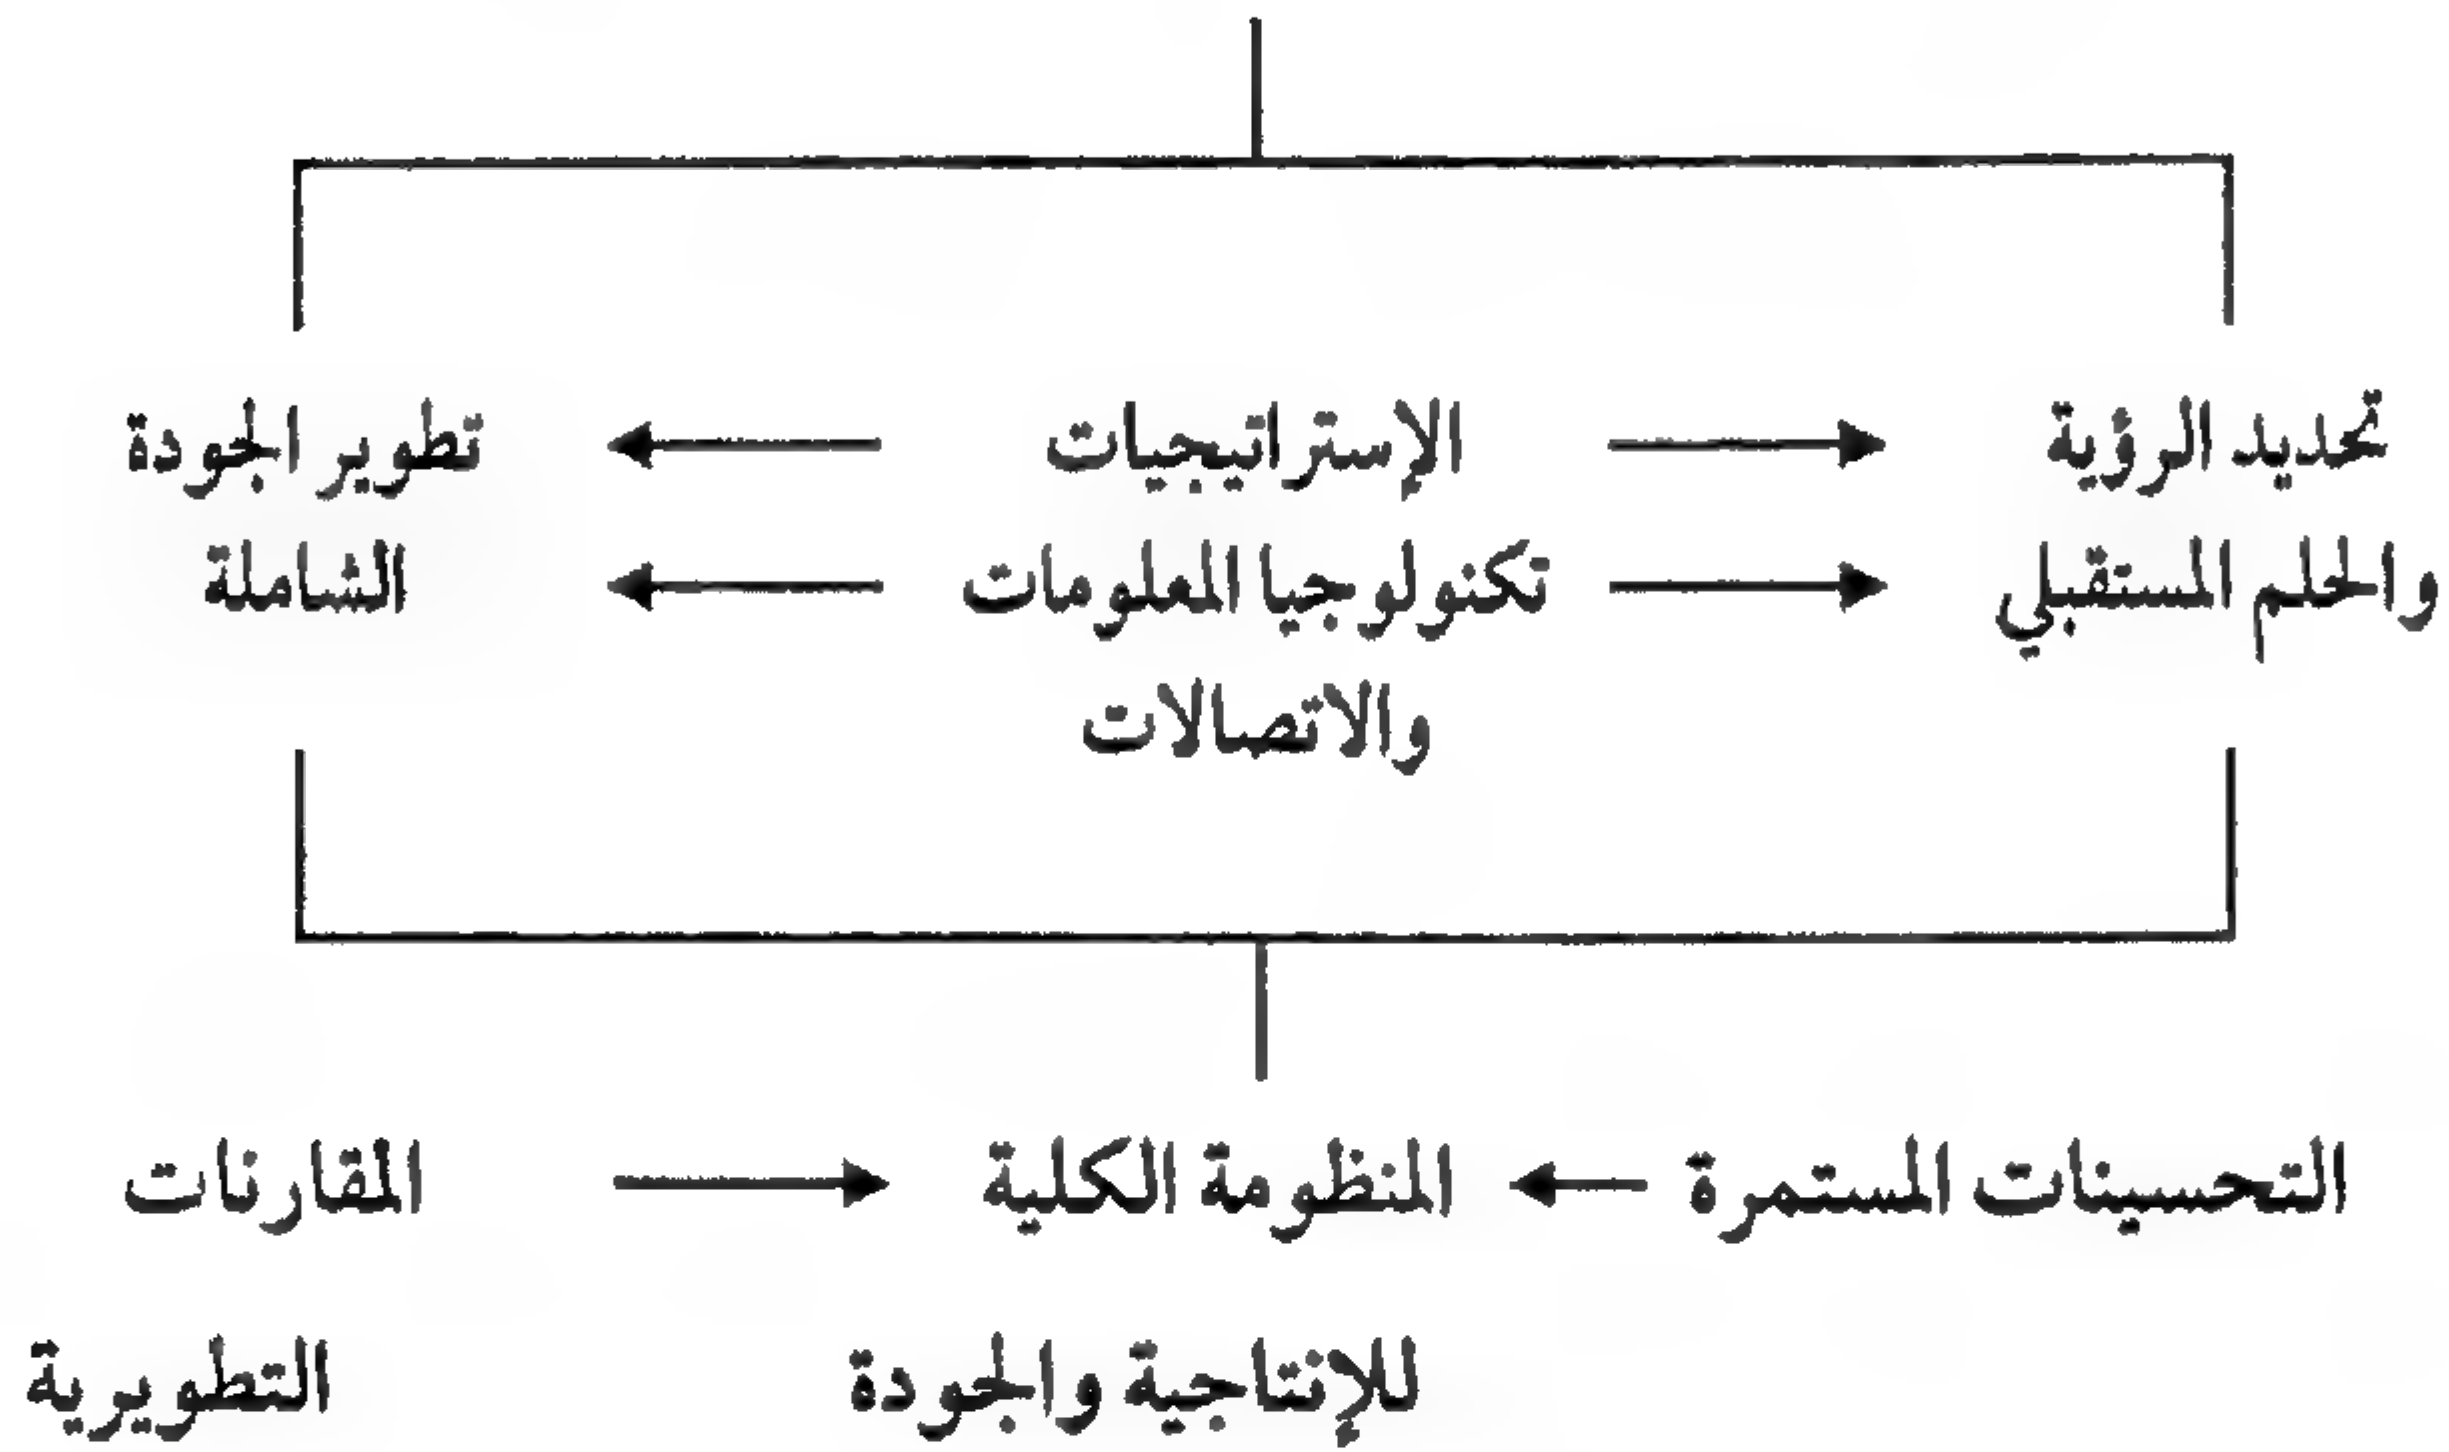 تحديد الرؤية الإستراتيجيات تطوير الجودة
والحلم المستقبلي تكنولوجيا المعلومات الشاملة
والاتصالات
التحسينات المستمرة المنظومة الكلية المقارنات
للإنتاجية والجودة التطويرية